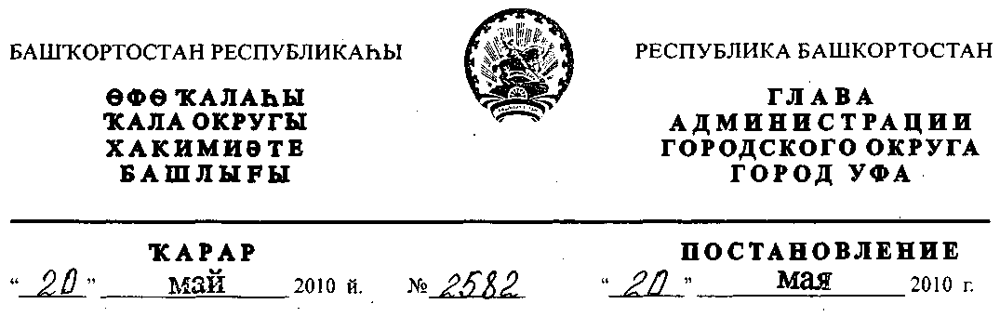 БАШҠОРТОСТАН РЕСПУБЛИКАҺЫ
ӨФӨ ҠАЛАҺЫ
ҠАЛА ОКРУГЫ
ХАКИМИӘТЕ
БАШЛЫҒЫ
РЕСПУБЛИКА БАШКОРТОСТАН
ГЛАВА
АДМИНИСТРАЦИИ
ГОРОДСКОГО ОКРУГА
ГОРОД УФА
ҠАРАР
ПОСТАНОВЛЕНИЕ
“ 20 ” май 2010 й. № 2582 “ 20 ” мая 2010 г.